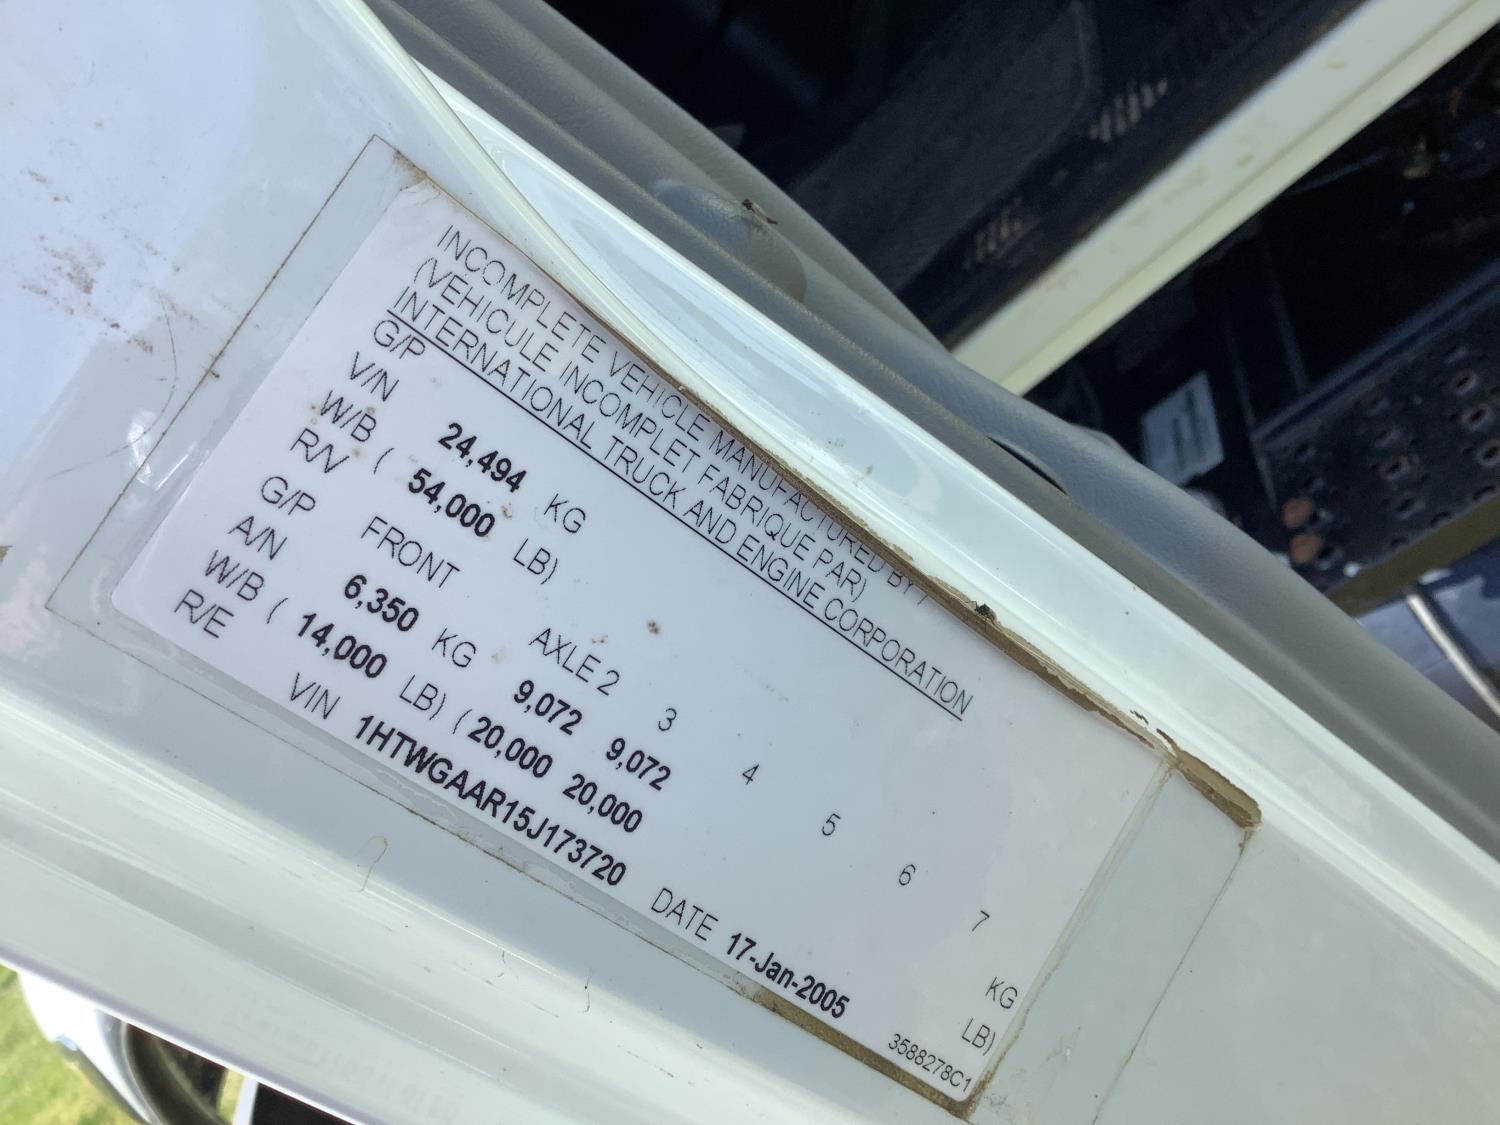 INCOMPLETE VEHICLE MANUFACTURED BY /
(VÉHICULE INCOMPLET FABRIQUE PAR)
INTERNATIONAL TRUCK AND ENGINE CORPORATION
G/P
V/N 24,494 KG
W/B ( 54,000 LB)
R/V
G/P FRONT AXLE 2 3 4 5 6 7
A/N 6,350 KG 9,072 9,072 KG
W/B ( 14,000 LB) ( 20,000 20,000 LB)
R/E
VIN 1HTWGAAR15J173720 DATE 17-Jan-2005
3588278C1